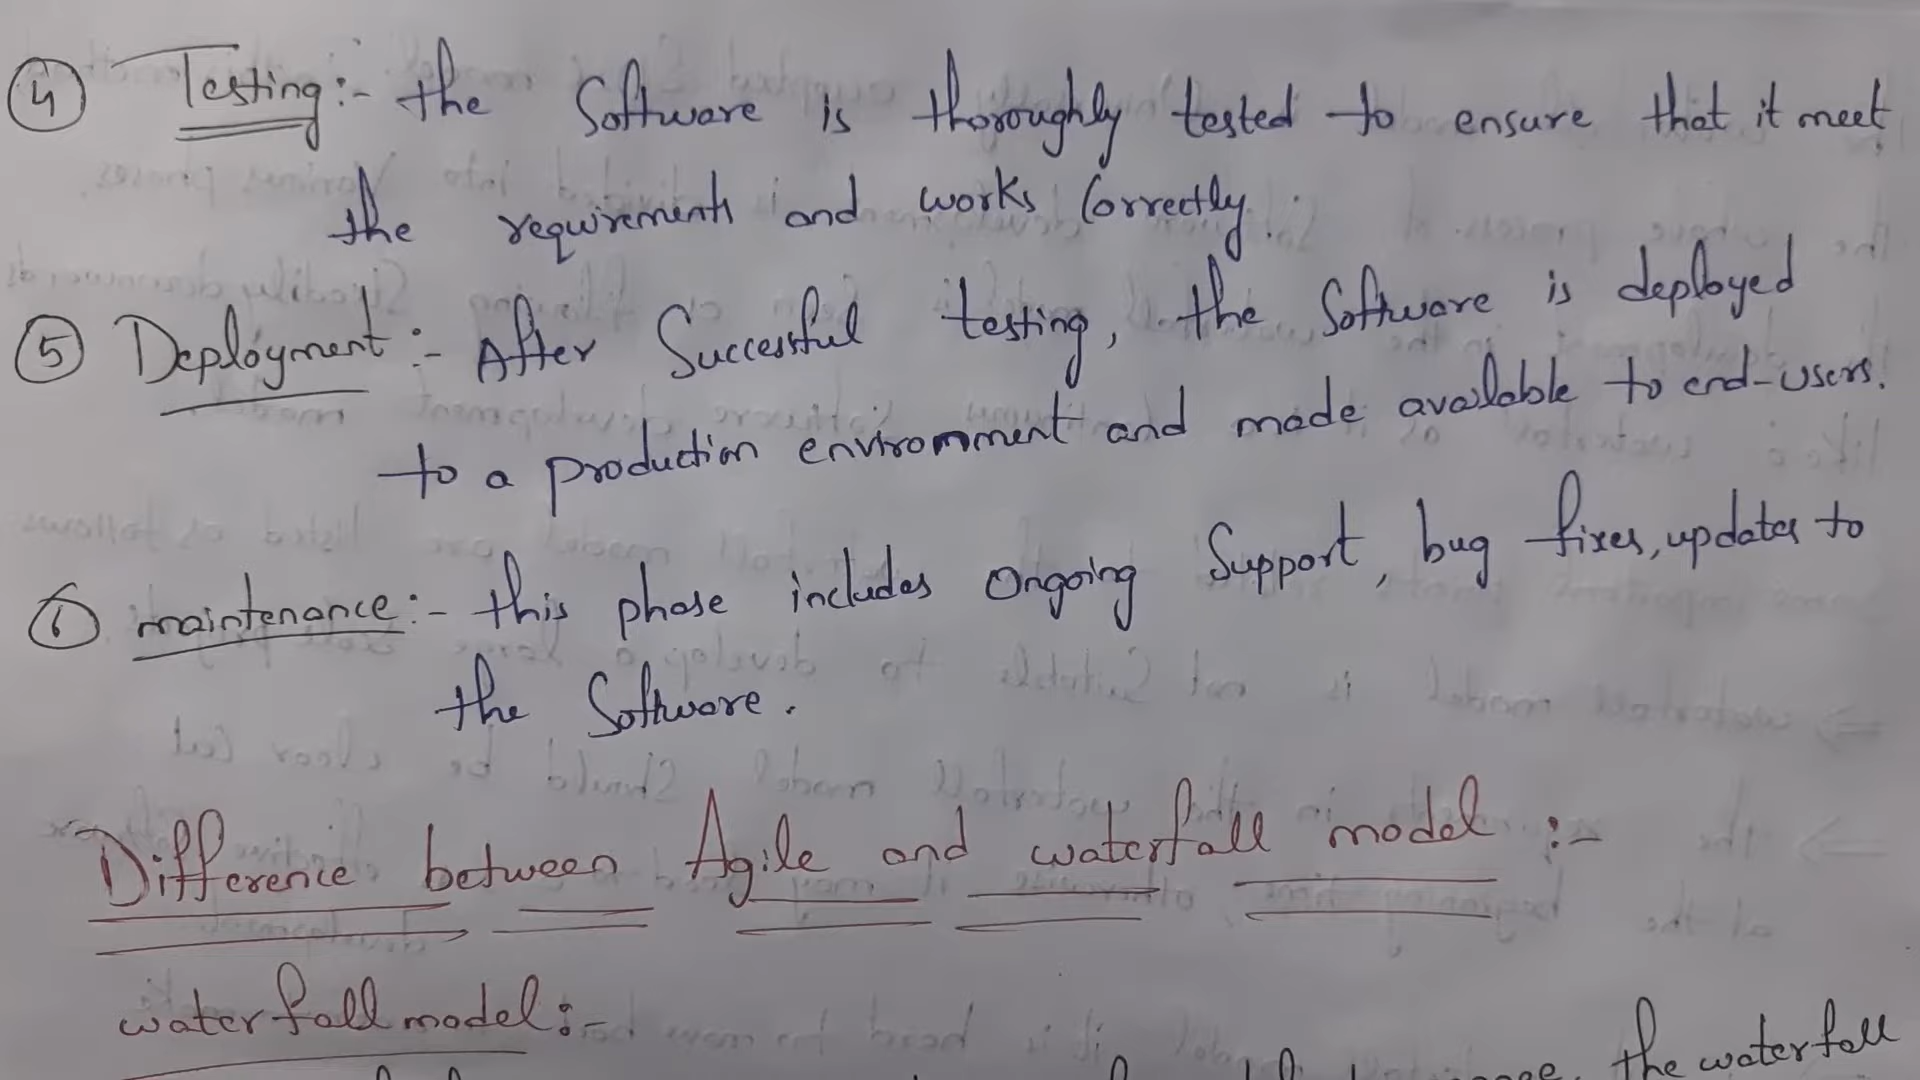 4 Testing:- the Software is thoroughly tested to ensure that it meet
the requirements and works Correctly.
5 Deployment:- After Successful testing, the Software is deployed
to a production environment and made available to end-users.
6 maintenance:- this phase includes Ongoing Support, bug fixes, updates to
the Software.
Difference between Agile and waterfall model:-
waterfall model:-
the waterfall